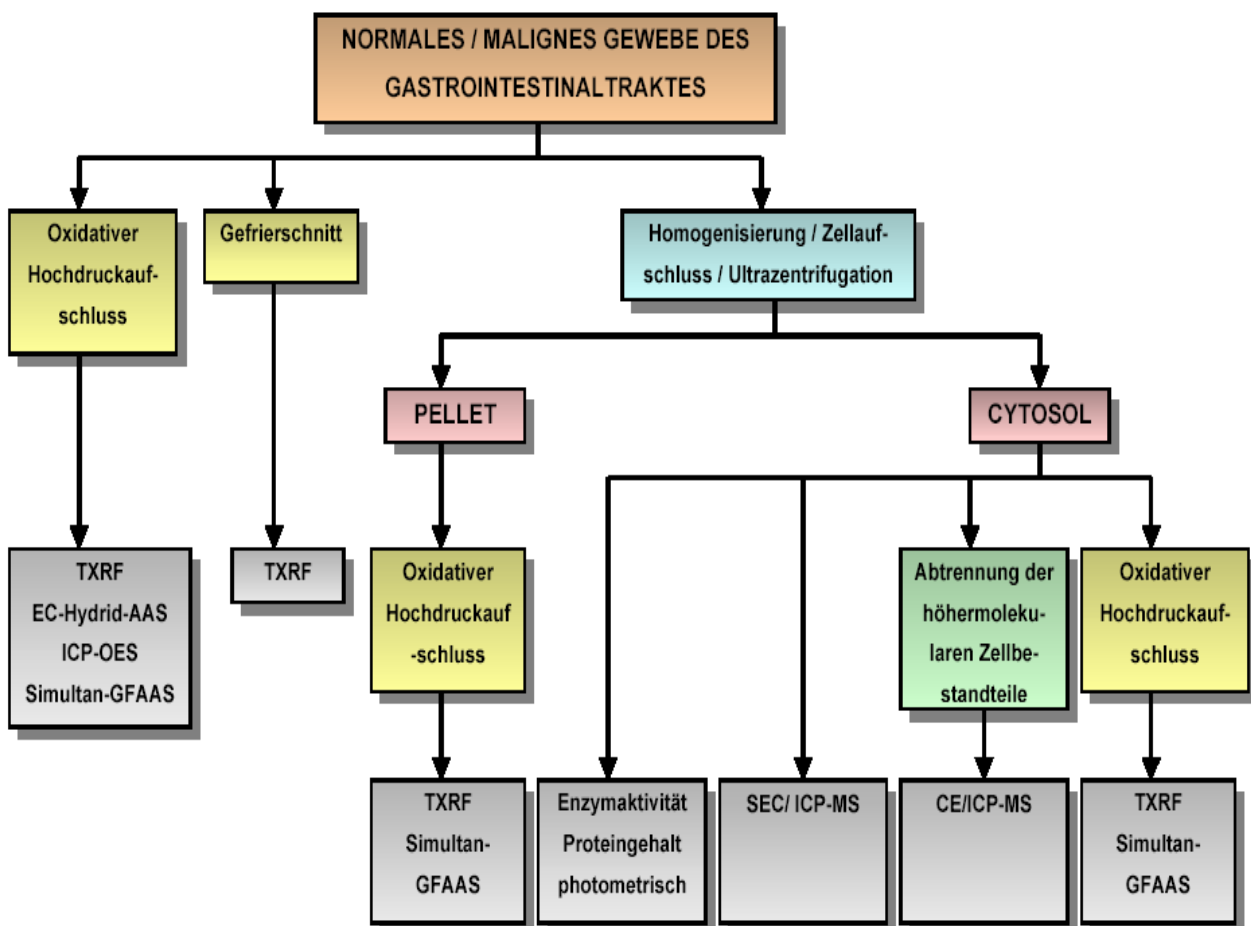 NORMALES / MALIGNES GEWEBE DES
GASTROINTESTINALTRAKTES
Oxidativer
Hochdruckauf-
schluss
Gefrierschnitt
Homogenisierung / Zellauf-
schluss / Ultrazentrifugation
PELLET
CYTOSOL
TXRF
EC-Hydrid-AAS
ICP-OES
Simultan-GFAAS
TXRF
Oxidativer
Hochdruckauf
-schluss
Abtrennung der
höhermoleku-
laren Zellbe-
standteile
Oxidativer
Hochdruckauf-
schluss
TXRF
Simultan-
GFAAS
Enzymaktivität
Proteingehalt
photometrisch
SEC/ ICP-MS
CE/ICP-MS
TXRF
Simultan-
GFAAS